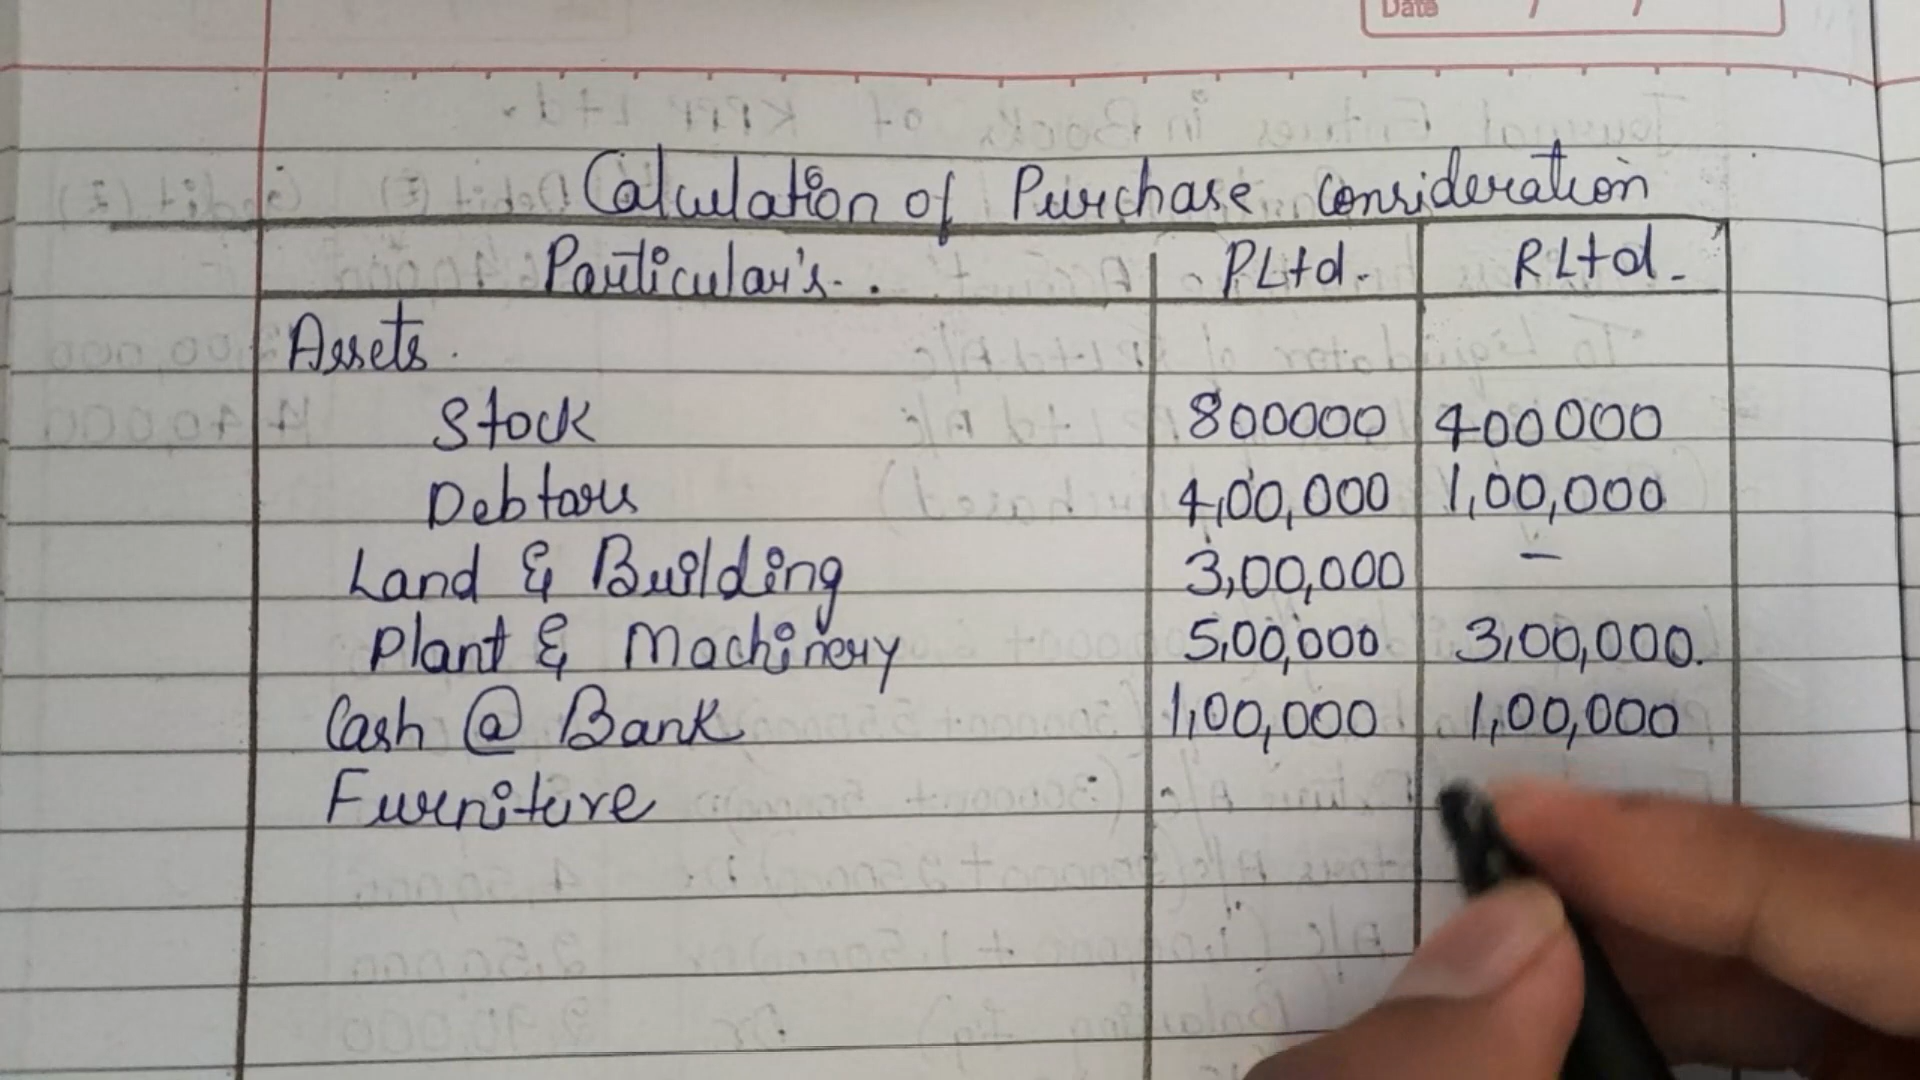 Date / /
Calculation of Purchase Consideration
Particular's. P Ltd. R Ltd.
Assets.
Stock 800000 400000
Debtors 4,00,000 1,00,000
Land & Building 3,00,000 -
Plant & Machinery 5,00,000 3,00,000.
Cash @ Bank 1,00,000 1,00,000
Furniture